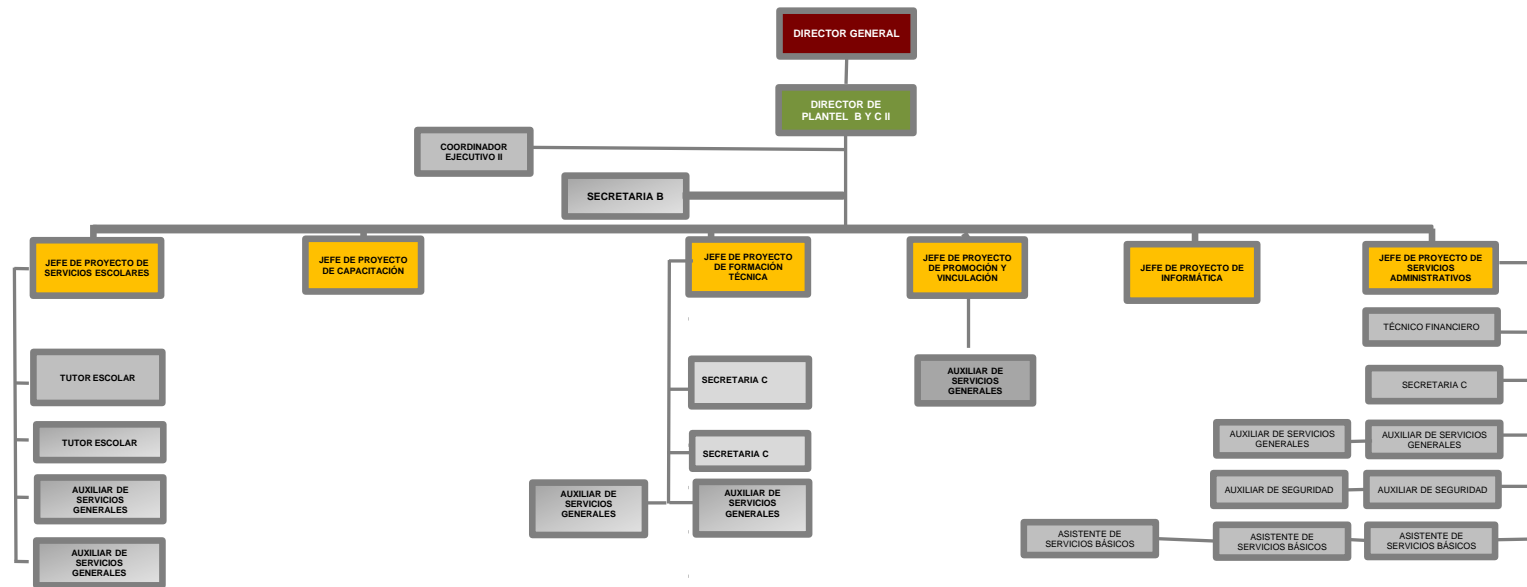 DIRECTOR GENERAL
DIRECTOR DE
PLANTEL B Y C II
COORDINADOR
EJECUTIVO II
SECRETARIA B
JEFE DE PROYECTO DE
SERVICIOS ESCOLARES
JEFE DE PROYECTO
DE CAPACITACIÓN
JEFE DE PROYECTO
DE FORMACIÓN
TÉCNICA
JEFE DE PROYECTO
DE PROMOCIÓN Y
VINCULACIÓN
JEFE DE PROYECTO DE
INFORMÁTICA
JEFE DE PROYECTO DE
SERVICIOS
ADMINISTRATIVOS
TUTOR ESCOLAR
TUTOR ESCOLAR
AUXILIAR DE
SERVICIOS
GENERALES
AUXILIAR DE
SERVICIOS
GENERALES
SECRETARIA C
SECRETARIA C
AUXILIAR DE
SERVICIOS
GENERALES
AUXILIAR DE
SERVICIOS
GENERALES
AUXILIAR DE
SERVICIOS
GENERALES
TÉCNICO FINANCIERO
SECRETARIA C
AUXILIAR DE SERVICIOS
GENERALES
AUXILIAR DE SERVICIOS
GENERALES
AUXILIAR DE SEGURIDAD
AUXILIAR DE SEGURIDAD
ASISTENTE DE
SERVICIOS BÁSICOS
ASISTENTE DE
SERVICIOS BÁSICOS
ASISTENTE DE
SERVICIOS BÁSICOS